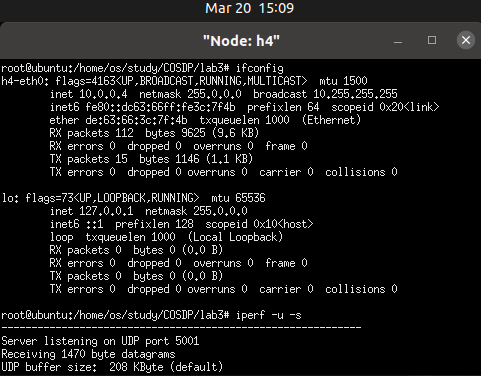 Mar 20 15:09
"Node: h4"
root@ubuntu:/home/os/study/COSDP/lab3# ifconfig
h4-eth0: flags=4163<UP,BROADCAST,RUNNING,MULTICAST>  mtu 1500
        inet 10.0.0.4  netmask 255.0.0.0  broadcast 10.255.255.255
        inet6 fe80::dc63:66ff:fe3c:7f4b  prefixlen 64  scopeid 0x20<link>
        ether de:63:66:3c:7f:4b  txqueuelen 1000  (Ethernet)
        RX packets 112  bytes 9625 (9.6 KB)
        RX errors 0  dropped 0  overruns 0  frame 0
        TX packets 15  bytes 1146 (1.1 KB)
        TX errors 0  dropped 0 overruns 0  carrier 0  collisions 0

lo: flags=73<UP,LOOPBACK,RUNNING>  mtu 65536
        inet 127.0.0.1  netmask 255.0.0.0
        inet6 ::1  prefixlen 128  scopeid 0x10<host>
        loop  txqueuelen 1000  (Local Loopback)
        RX packets 0  bytes 0 (0.0 B)
        RX errors 0  dropped 0  overruns 0  frame 0
        TX packets 0  bytes 0 (0.0 B)
        TX errors 0  dropped 0 overruns 0  carrier 0  collisions 0

root@ubuntu:/home/os/study/COSDP/lab3# iperf -u -s
------------------------------------------------------------
Server listening on UDP port 5001
Receiving 1470 byte datagrams
UDP buffer size:  208 KByte (default)